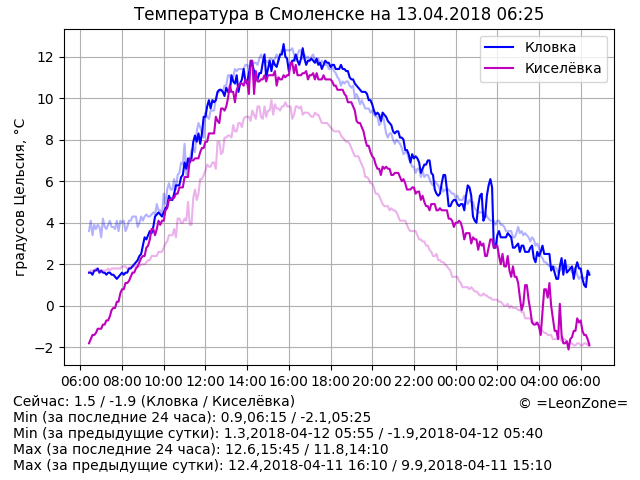 Температура в Смоленске на 13.04.2018 06:25
Кловка
Киселёвка
градусов Цельсия, °C
12
10
8
6
4
2
0
−2
06:00 08:00 10:00 12:00 14:00 16:00 18:00 20:00 22:00 00:00 02:00 04:00 06:00
Сейчас: 1.5 / -1.9 (Кловка / Киселёвка)
© =LeonZone=
Min (за последние 24 часа): 0.9,06:15 / -2.1,05:25
Min (за предыдущие сутки): 1.3,2018-04-12 05:55 / -1.9,2018-04-12 05:40
Max (за последние 24 часа): 12.6,15:45 / 11.8,14:10
Max (за предыдущие сутки): 12.4,2018-04-11 16:10 / 9.9,2018-04-11 15:10